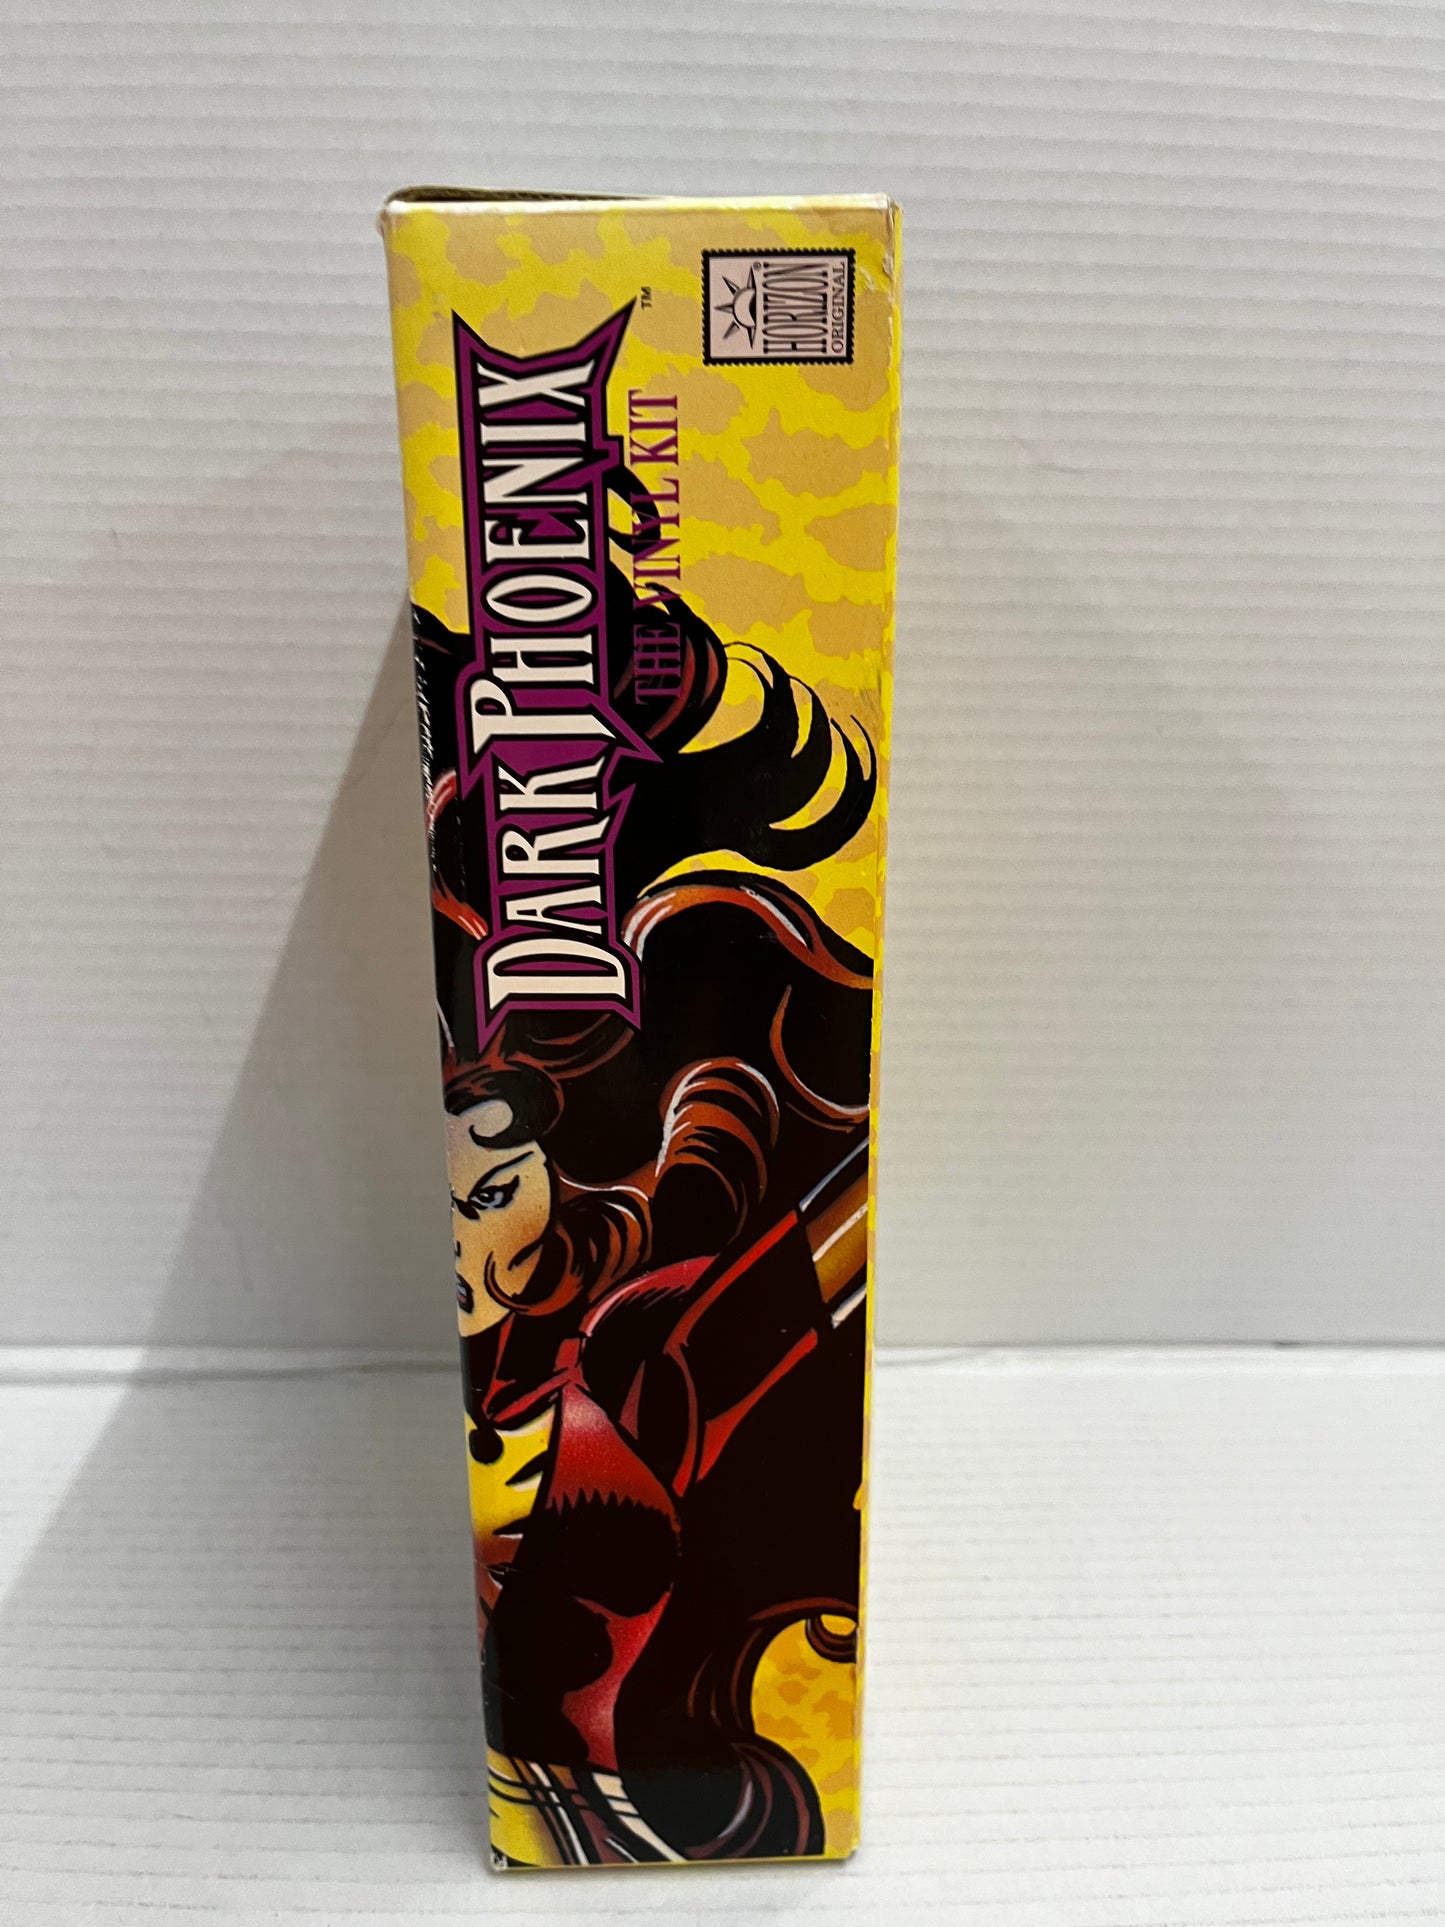 DARK PHOENIX™
THE VINYL KIT
®
HORIZON
ORIGINAL